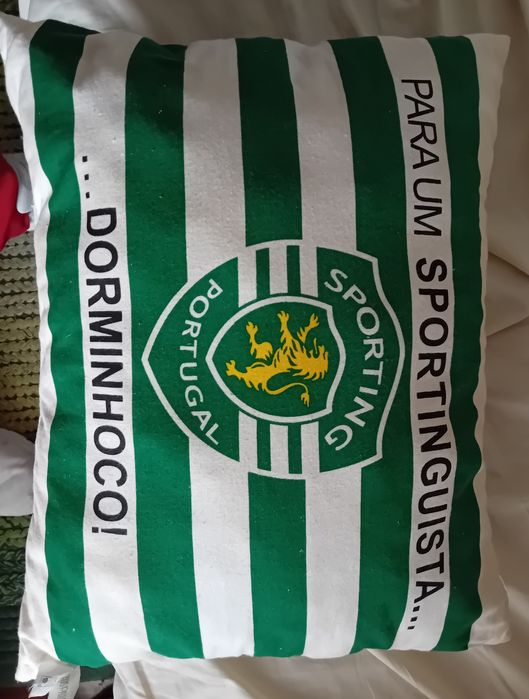 PARA UM SPORTINGUISTA...
SPORTING
PORTUGAL
...DORMINHOCO!